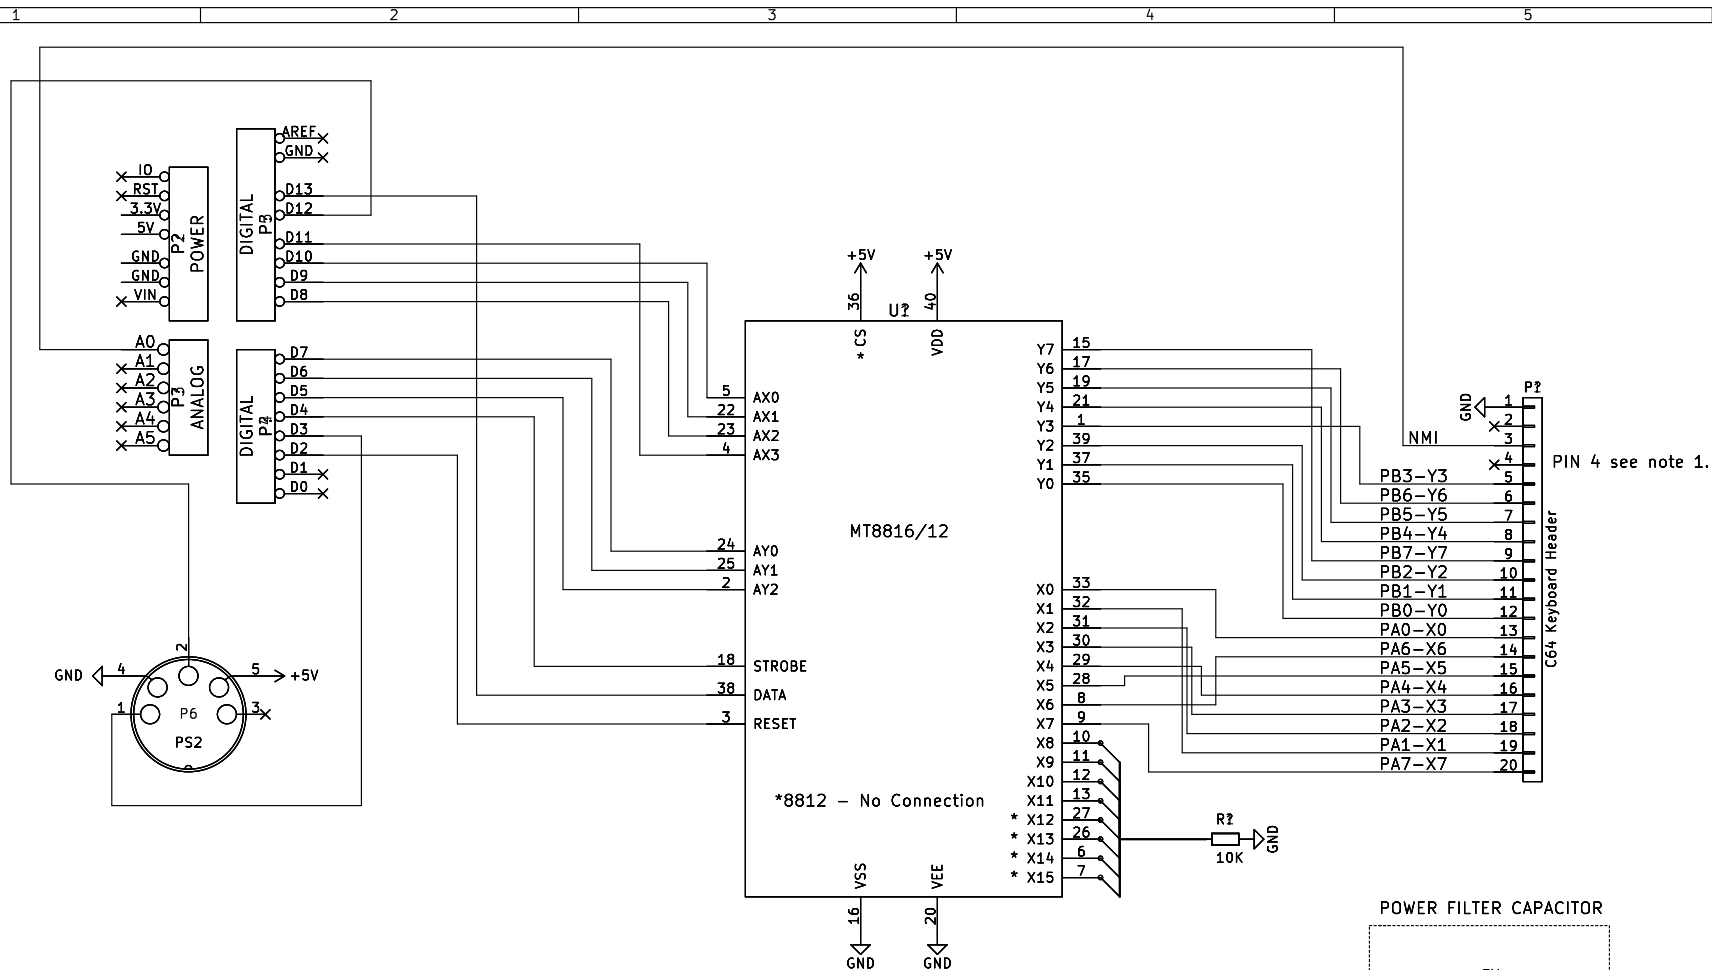 1 2 3 4 5
AREF
GND
D13
D12
D11
D10
D9
D8
DIGITAL
IO
RST
3.3V
5V
GND
GND
VIN
POWER
A0
A1
A2
A3
A4
A5
ANALOG
D7
D6
D5
D4
D3
D2
D1
D0
DIGITAL
GND 4
2
5 +5V
1
3
P6
PS2
+5V +5V
36 40
* CS VDD
5 AX0
22 AX1
23 AX2
4 AX3
24 AY0
25 AY1
2 AY2
18 STROBE
38 DATA
3 RESET
MT8816/12
*8812 - No Connection
Y7 15
Y6 17
Y5 19
Y4 21
Y3 1
Y2 39
Y1 37
Y0 35
X0 33
X1 32
X2 31
X3 30
X4 29
X5 28
X6 8
X7 9
X8 10
X9 11
X10 12
X11 13
* X12 27
* X13 26
* X14 6
* X15 7
VSS VEE
16 20
GND GND
10K
GND
GND 1
2
NMI 3
4
PIN 4 see note 1.
PB3-Y3 5
PB6-Y6 6
PB5-Y5 7
PB4-Y4 8
PB7-Y7 9
PB2-Y2 10
PB1-Y1 11
PB0-Y0 12
PA0-X0 13
PA6-X6 14
PA5-X5 15
PA4-X4 16
PA3-X3 17
PA2-X2 18
PA1-X1 19
PA7-X7 20
C64 Keyboard Header
POWER FILTER CAPACITOR